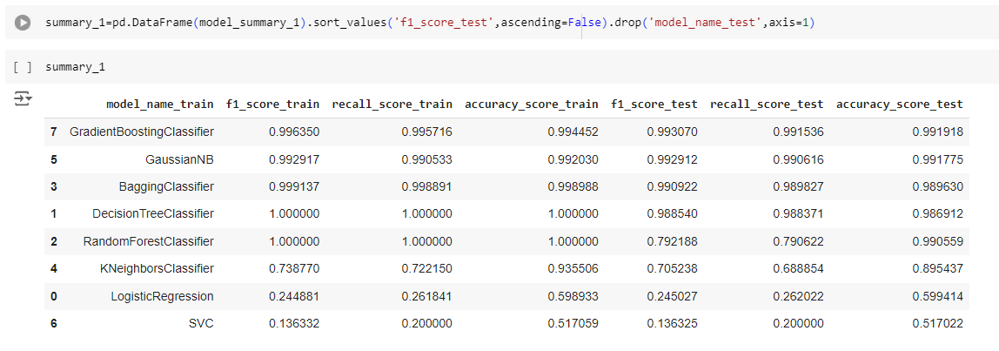 summary_1=pd.DataFrame(model_summary_1).sort_values('f1_score_test',ascending=False).drop('model_name_test',axis=1)
[ ] summary_1
model_name_train f1_score_train recall_score_train accuracy_score_train f1_score_test recall_score_test accuracy_score_test
7 GradientBoostingClassifier 0.996350 0.995716 0.994452 0.993070 0.991536 0.991918
5 GaussianNB 0.992917 0.990533 0.992030 0.992912 0.990616 0.991775
3 BaggingClassifier 0.999137 0.998891 0.998988 0.990922 0.989827 0.989630
1 DecisionTreeClassifier 1.000000 1.000000 1.000000 0.988540 0.988371 0.986912
2 RandomForestClassifier 1.000000 1.000000 1.000000 0.792188 0.790622 0.990559
4 KNeighborsClassifier 0.738770 0.722150 0.935506 0.705238 0.688854 0.895437
0 LogisticRegression 0.244881 0.261841 0.598933 0.245027 0.262022 0.599414
6 SVC 0.136332 0.200000 0.517059 0.136325 0.200000 0.517022